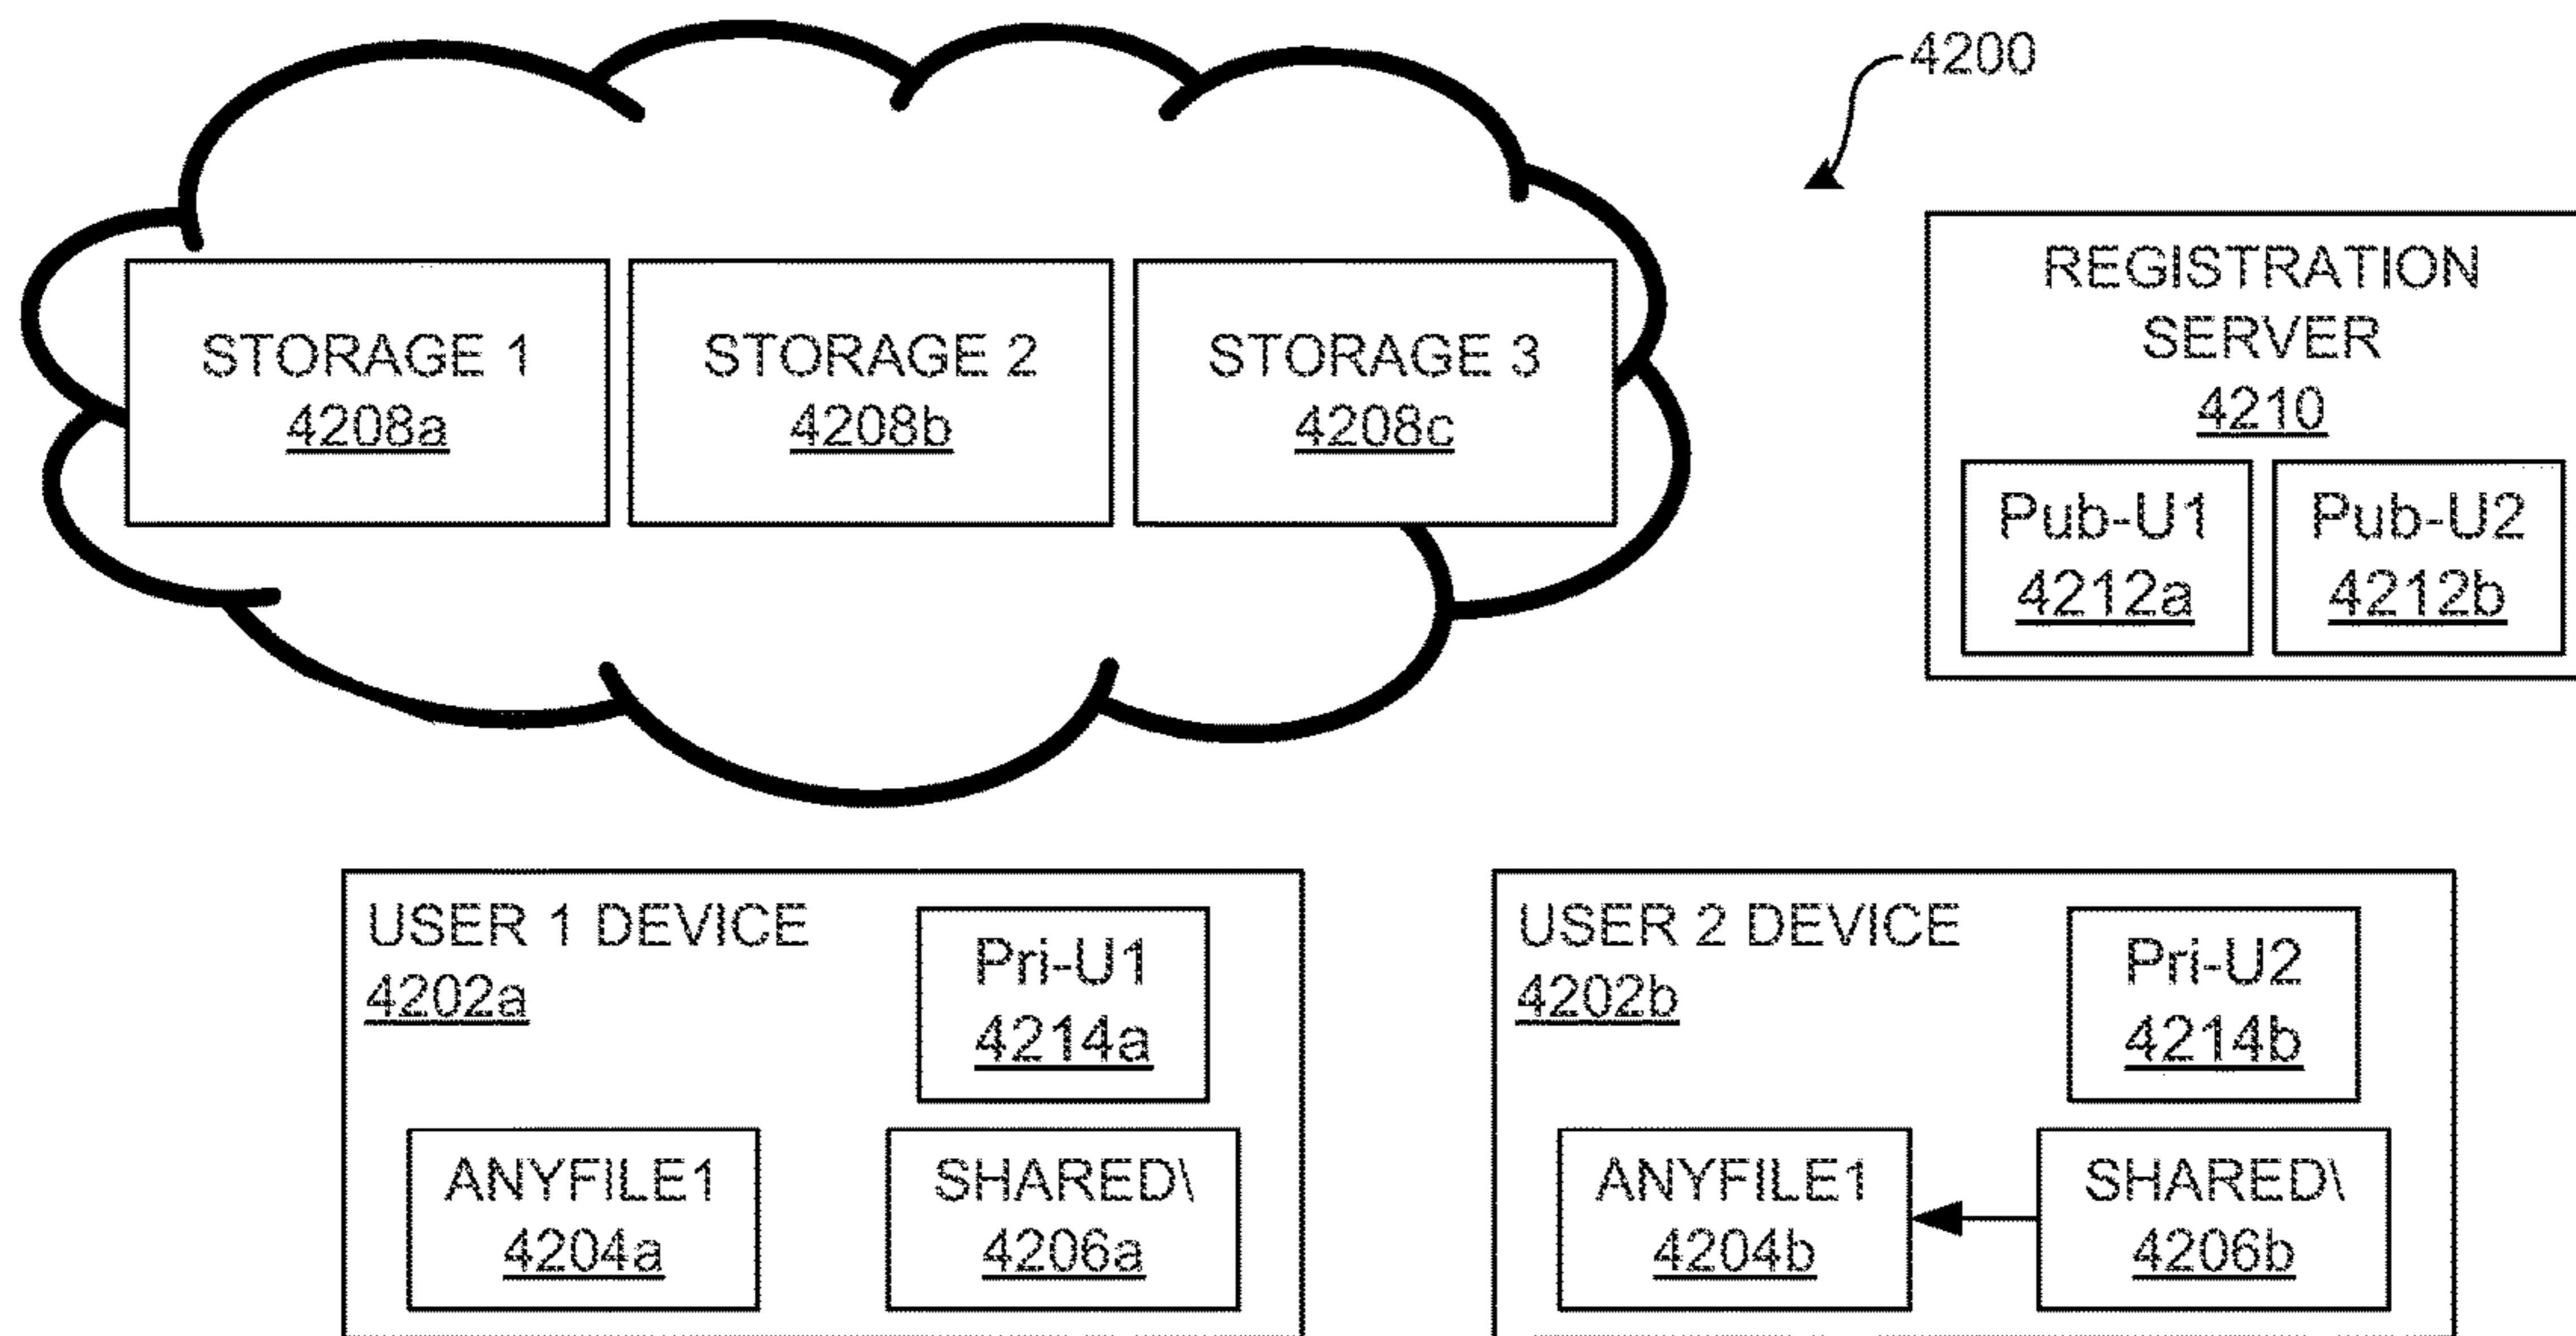 4200
STORAGE 1
4208a
STORAGE 2
4208b
STORAGE 3
4208c
REGISTRATION
SERVER
4210
Pub-U1
4212a
Pub-U2
4212b
USER 1 DEVICE
4202a
Pri-U1
4214a
ANYFILE1
4204a
SHARED\
4206a
USER 2 DEVICE
4202b
Pri-U2
4214b
ANYFILE1
4204b
SHARED\
4206b